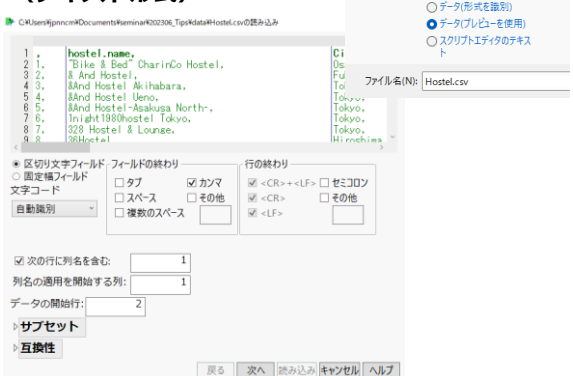 C:¥Users¥jpnncm¥Documents¥seminar¥202306_Tips¥data¥Hostel.csvの読み込み
データ(形式を識別)
データ(プレビューを使用)
スクリプトエディタのテキス
ト
ファイル名(N): Hostel.csv
1 , hostel.name, Ci
2 1, "Bike & Bed" CharinCo Hostel, Os
3 2, & And Hostel, Fu
4 3, &And Hostel Akihabara, To
5 4, &And Hostel Ueno, Tokyo,
6 5, &And Hostel-Asakusa North-, Tokyo,
7 6, 1night1980hostel Tokyo, Tokyo,
8 7, 328 Hostel & Lounge, Tokyo,
9 8, 36Hostel Hiroshima
区切り文字フィールド フィールドの終わり 行の終わり
固定幅フィールド
文字コード
自動識別
タブ カンマ <CR>+<LF> セミコロン
スペース その他 <CR> その他
複数のスペース <LF>
次の行に列名を含む: 1
列名の適用を開始する列: 1
データの開始行: 2
サブセット
互換性
戻る 次へ 読み込み キャンセル ヘルプ